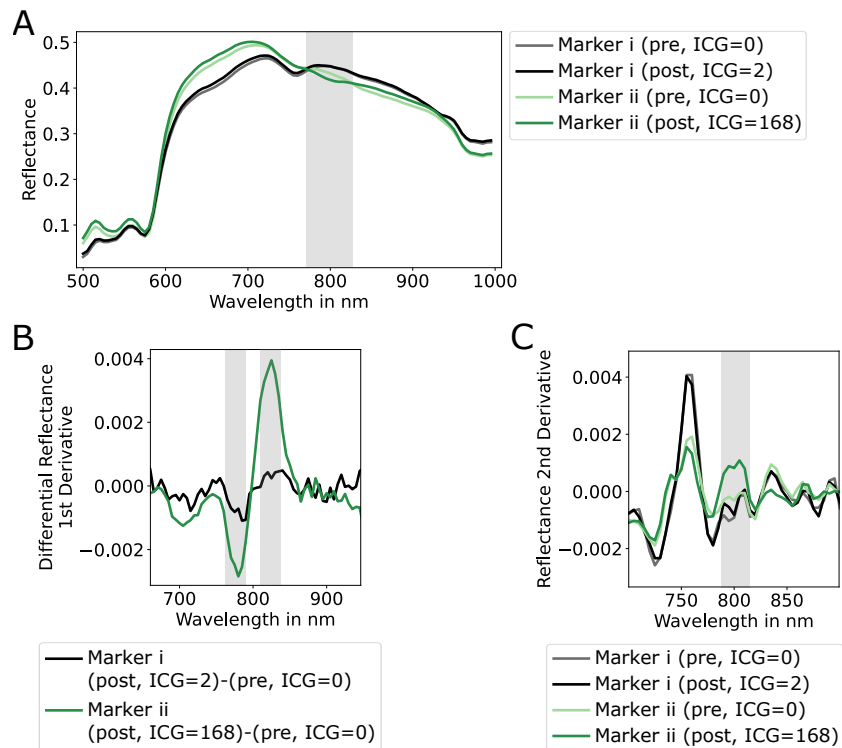 A
Reflectance
0.5
0.4
0.3
0.2
0.1
500
600
700
800
900
1000
Wavelength in nm
Marker i (pre, ICG=0)
Marker i (post, ICG=2)
Marker ii (pre, ICG=0)
Marker ii (post, ICG=168)
B
Differential Reflectance
1st Derivative
0.004
0.002
0.000
−0.002
700
800
900
Wavelength in nm
Marker i
(post, ICG=2)-(pre, ICG=0)
Marker ii
(post, ICG=168)-(pre, ICG=0)
C
Reflectance 2nd Derivative
0.004
0.002
0.000
−0.002
750
800
850
Wavelength in nm
Marker i (pre, ICG=0)
Marker i (post, ICG=2)
Marker ii (pre, ICG=0)
Marker ii (post, ICG=168)